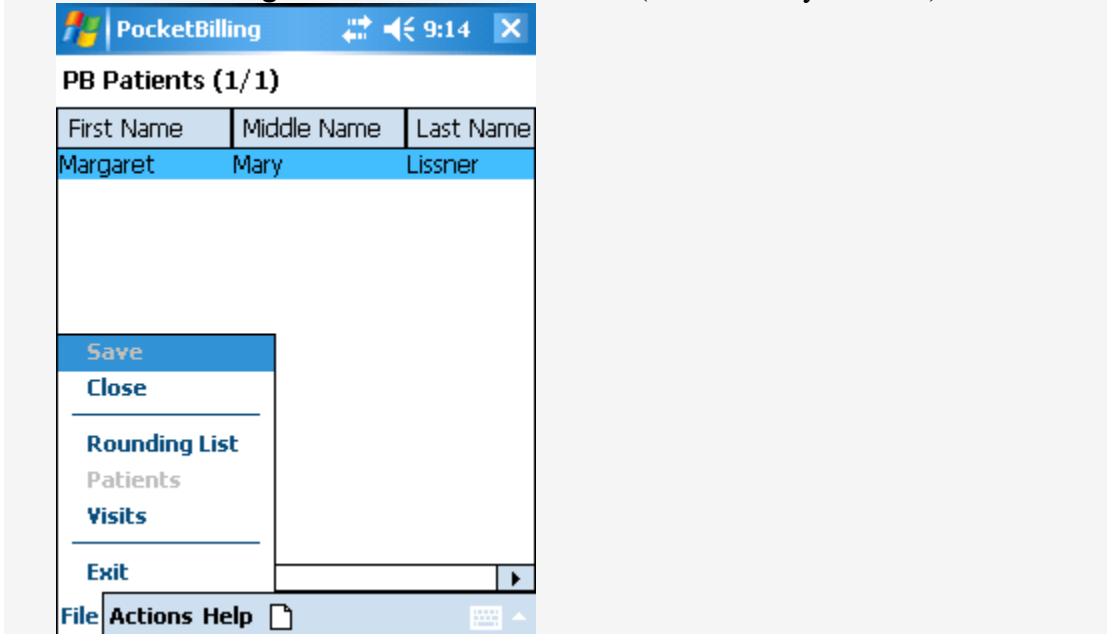 PocketBilling 9:14
PB Patients (1/1)
First Name Middle Name Last Name
Margaret Mary Lissner
Save
Close
Rounding List
Patients
Visits
Exit
File Actions Help